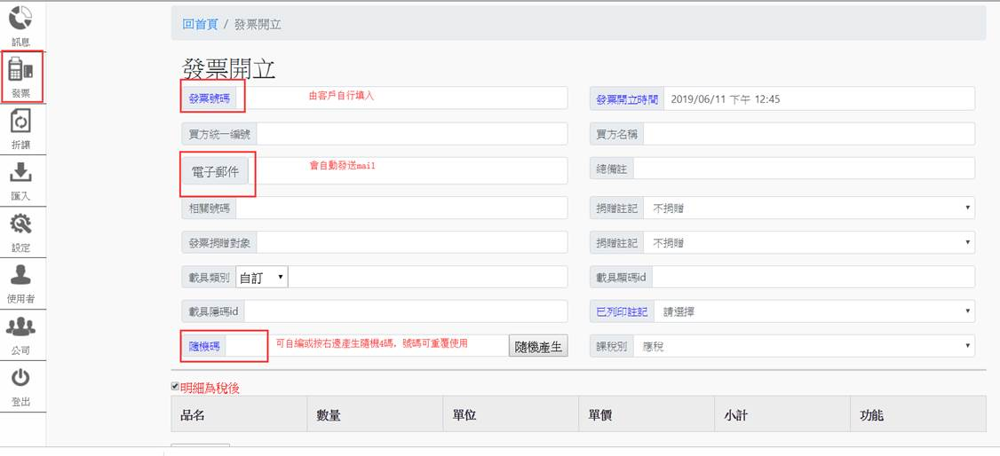 訊息
發票
折讓
匯入
設定
使用者
公司
登出
回首頁 / 發票開立
發票開立
發票號碼 由客戶自行填入 發票開立時間 2019/06/11 下午 12:45
買方統一編號 買方名稱
電子郵件 會自動發送mail 總備註
相關號碼 捐贈註記 不捐贈
發票捐贈對象 捐贈註記 不捐贈
載具類別 自訂 載具顯碼id
載具隱碼id 已列印註記 請選擇
隨機碼 可自編或按右邊產生隨機4碼，號碼可重覆使用 隨機產生 課稅別 應稅
明細為稅後
品名 數量 單位 單價 小計 功能